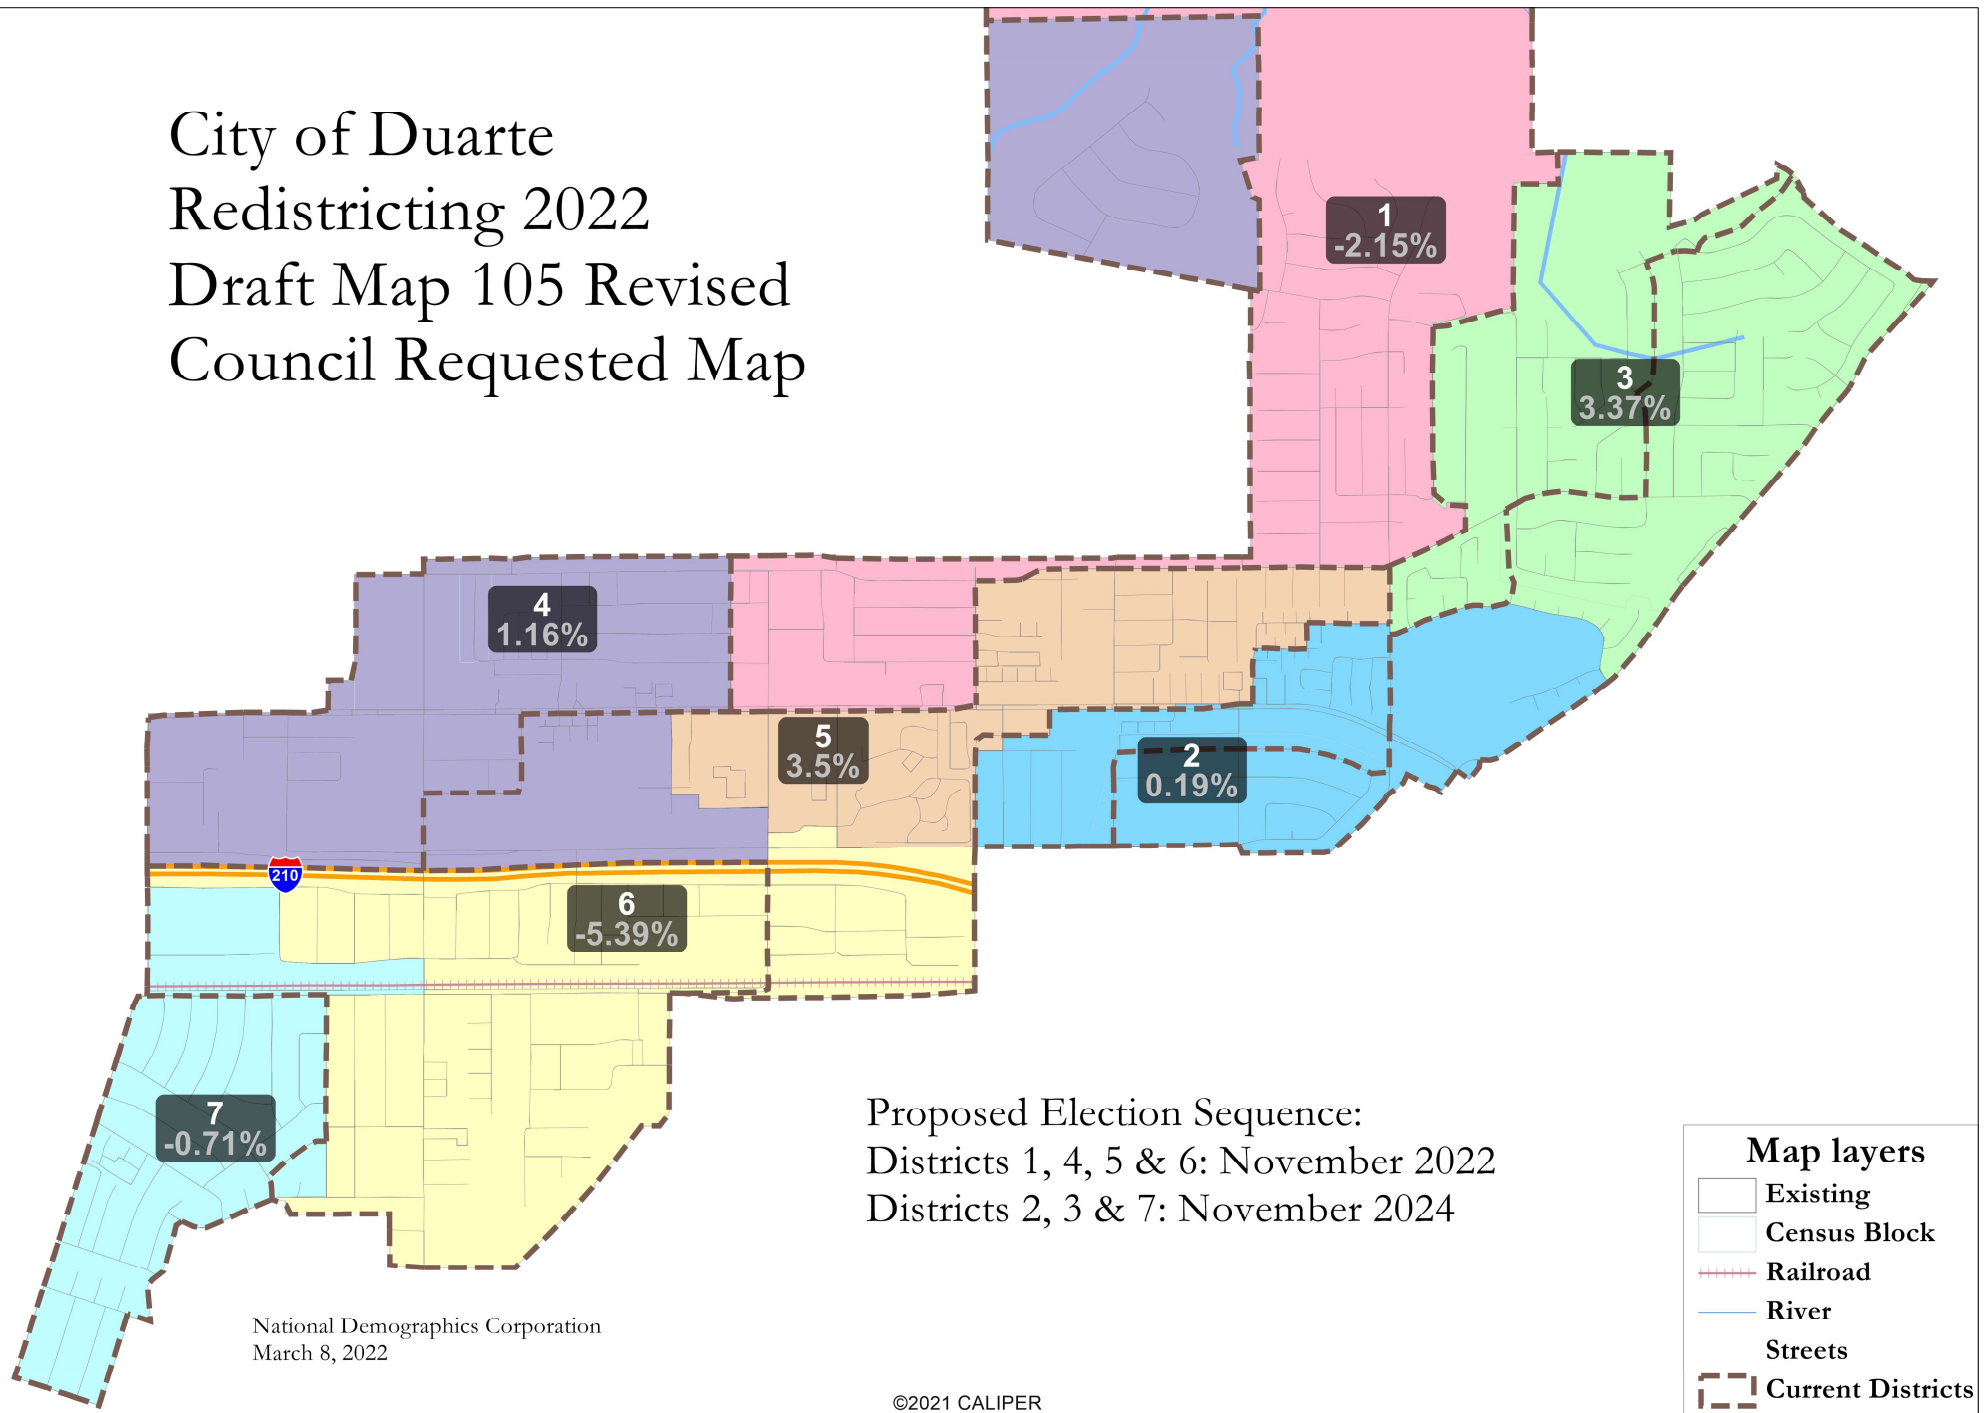 City of Duarte
Redistricting 2022
Draft Map 105 Revised
Council Requested Map
1
-2.15%
3
3.37%
4
1.16%
5
3.5%
2
0.19%
210
6
-5.39%
7
-0.71%
Proposed Election Sequence:
Districts 1, 4, 5 & 6: November 2022
Districts 2, 3 & 7: November 2024
Map layers
Existing
Census Block
Railroad
River
Streets
Current Districts
National Demographics Corporation
March 8, 2022
©2021 CALIPER